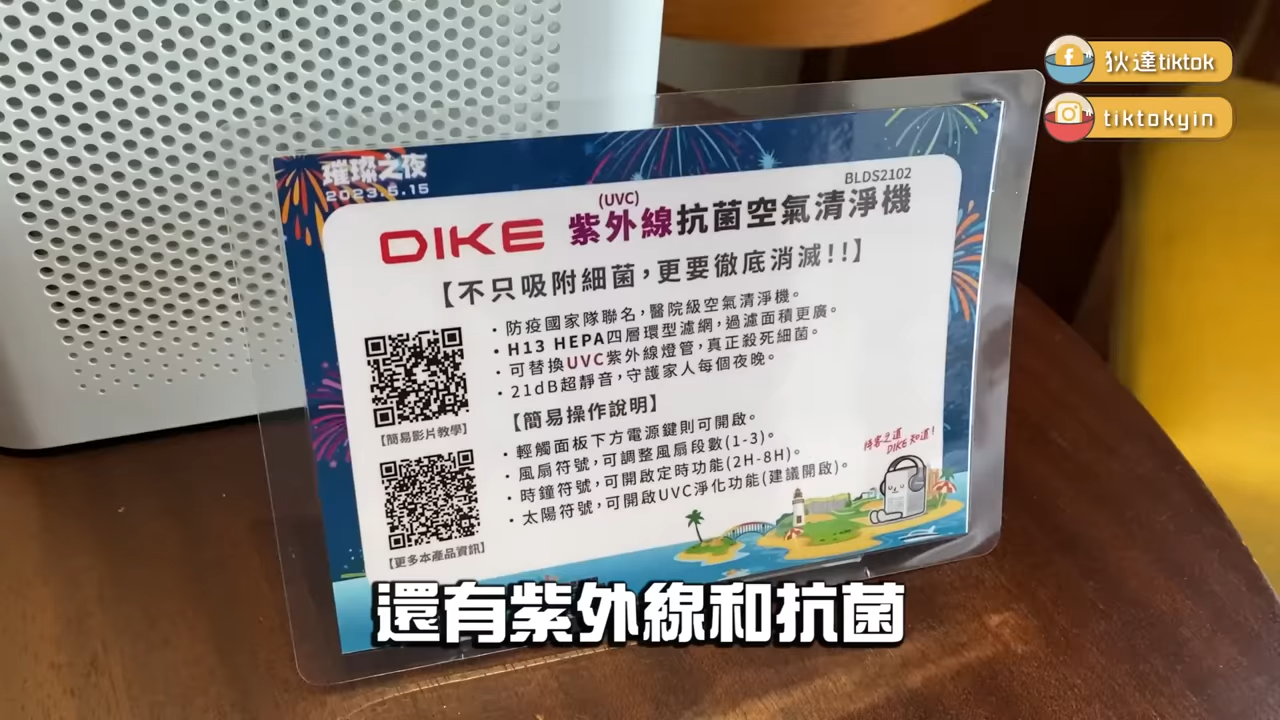 狄達tiktok
tiktokyin
璀璨之夜
2023.6.15
BLDS2102
(UVC)
DIKE 紫外線抗菌空氣清淨機
【不只吸附細菌,更要徹底消滅!!】
・防疫國家隊聯名,醫院級空氣清淨機。
・H13 HEPA四層環型濾網,過濾面積更廣。
・可替換UVC紫外線燈管,真正殺死細菌。
・21dB超靜音,守護家人每個夜晚。
【簡易影片教學】
【簡易操作說明】
・輕觸面板下方電源鍵則可開啟。
・風扇符號,可調整風扇段數(1-3)。
・時鐘符號,可開啟定時功能(2H-8H)。
・太陽符號,可開啟UVC淨化功能(建議開啟)。
【更多本產品資訊】
待客之道
DIKE 知道!
還有紫外線和抗菌